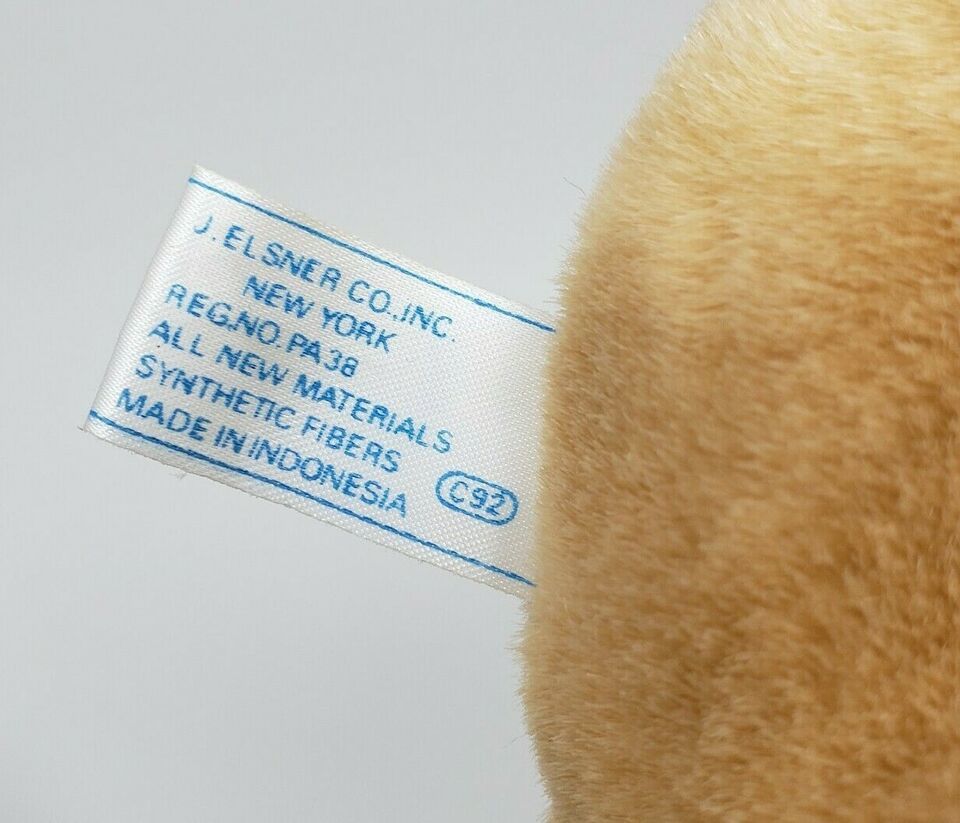 J. ELSNER CO., INC.
NEW YORK
REG.NO. PA38
ALL NEW MATERIALS
SYNTHETIC FIBERS
MADE IN INDONESIA
C92